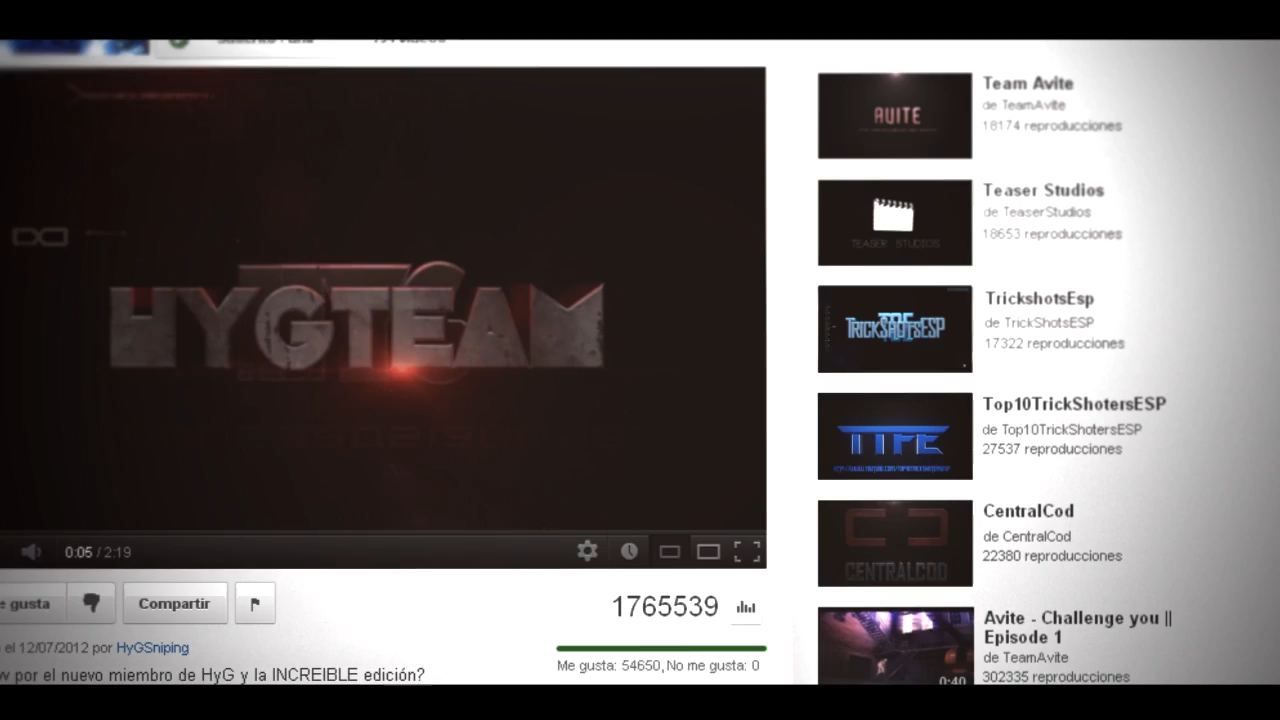 HYGTEAM
0:05 / 2:19
e gusta
Compartir
1765539
el 12/07/2012 por HyGSniping
Me gusta: 54650, No me gusta: 0
por el nuevo miembro de HyG y la INCREIBLE edición?
AVITE
Team Avite
de TeamAvite
18174 reproducciones
TEASER STUDIOS
Teaser Studios
de TeaserStudios
18653 reproducciones
TRICKSHOTSESP
TrickshotsEsp
de TrickShotsESP
17322 reproducciones
TTFE
Top10TrickShotersESP
de Top10TrickShotersESP
27537 reproducciones
CENTRALCOD
CentralCod
de CentralCod
22380 reproducciones
0:40
Avite - Challenge you ||
Episode 1
de TeamAvite
302335 reproducciones